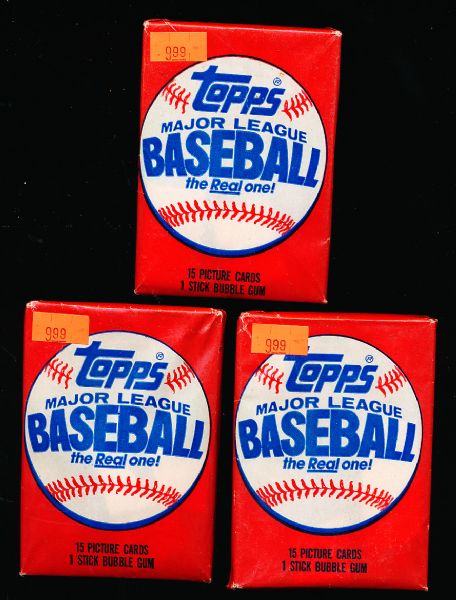 999
Topps®
MAJOR LEAGUE
BASEBALL
the Real one!
15 PICTURE CARDS
1 STICK BUBBLE GUM
999
Topps®
MAJOR LEAGUE
BASEBALL
the Real one!
15 PICTURE CARDS
1 STICK BUBBLE GUM
999
Topps®
MAJOR LEAGUE
BASEBALL
the Real one!
15 PICTURE CARDS
1 STICK BUBBLE GUM